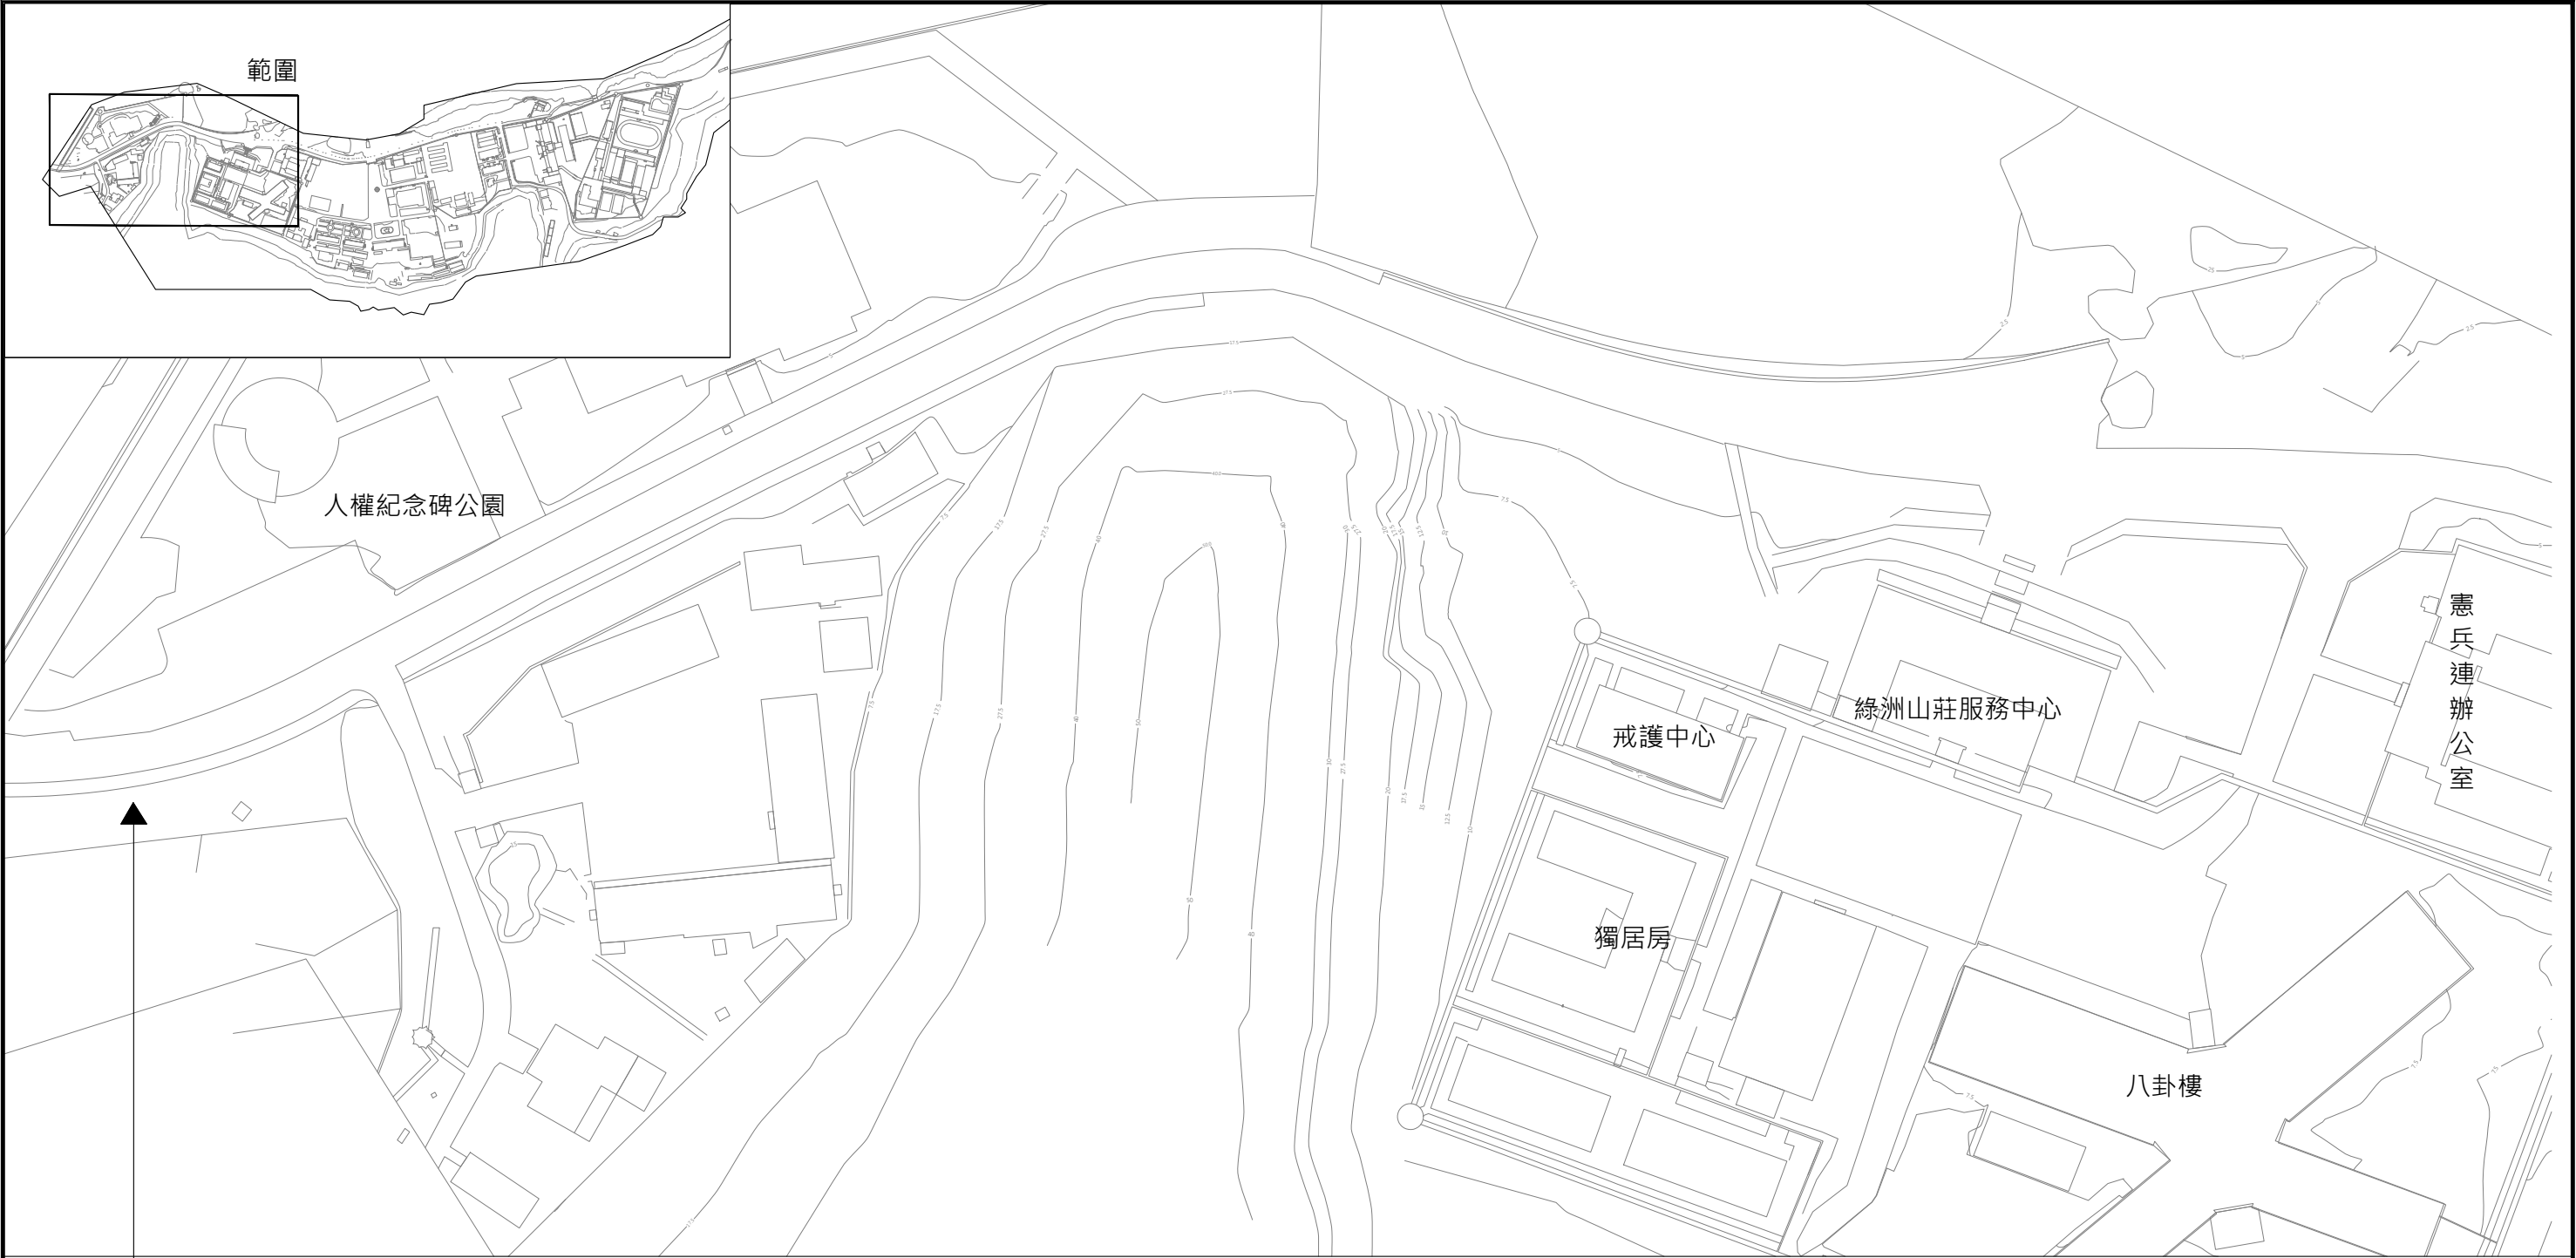 範圍
人權紀念碑公園
憲兵連辦公室
綠洲山莊服務中心
戒護中心
獨居房
八卦樓